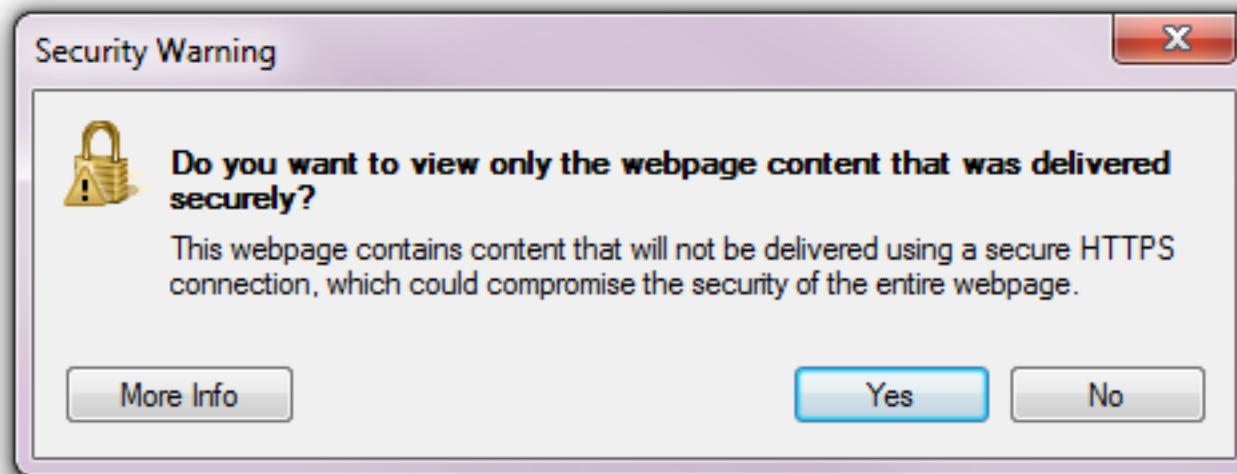 Security Warning
Do you want to view only the webpage content that was delivered
securely?
This webpage contains content that will not be delivered using a secure HTTPS
connection, which could compromise the security of the entire webpage.
More Info
Yes
No